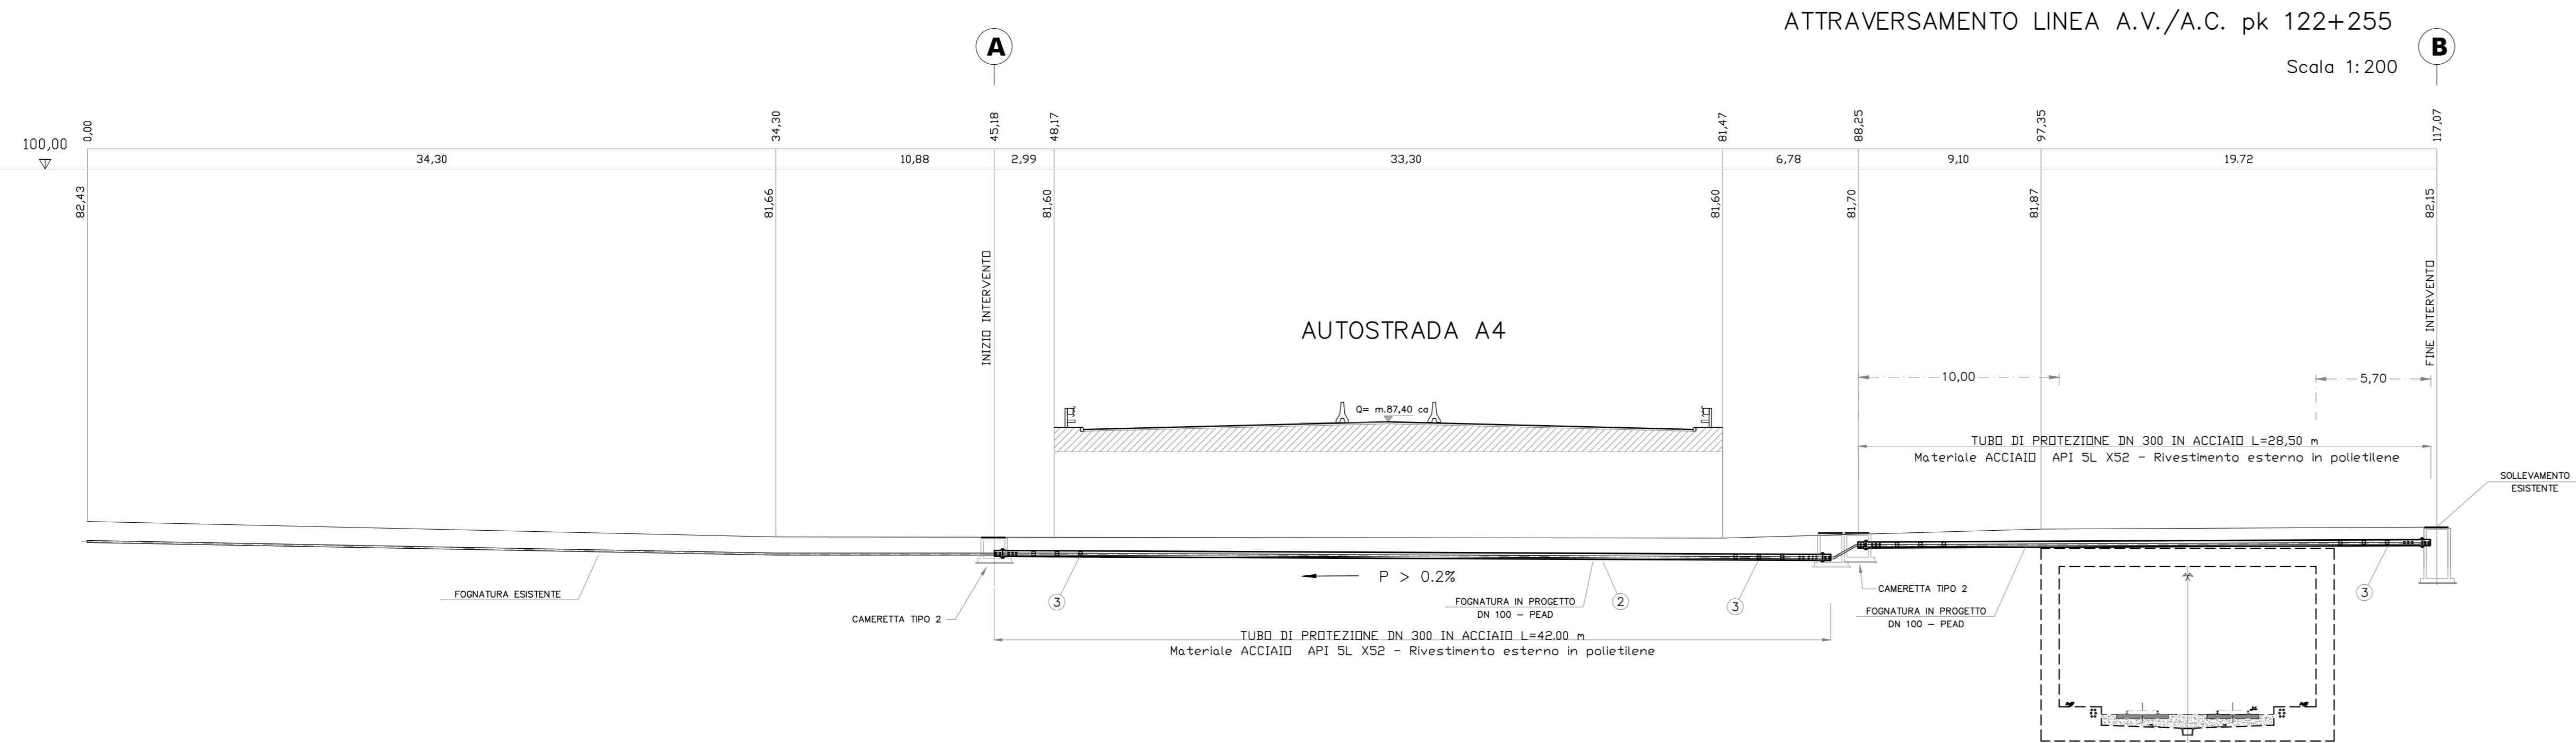 ATTRAVERSAMENTO LINEA A.V./A.C. pk 122+255
Scala 1:200
A
B
100,00
0,00
34,30
45,18
48,17
81,47
88,25
97,35
117,07
34,30
10,88
2,99
33,30
6,78
9,10
19.72
82,43
81,66
81,60
81,60
81,70
81,87
82,15
INIZIO INTERVENTO
FINE INTERVENTO
AUTOSTRADA A4
Q= m.87,40 ca
10,00
5,70
TUBO DI PROTEZIONE DN 300 IN ACCIAIO L=28,50 m
Materiale ACCIAIO API 5L X52 - Rivestimento esterno in polietilene
SOLLEVAMENTO
ESISTENTE
FOGNATURA ESISTENTE
CAMERETTA TIPO 2
3
P > 0.2%
FOGNATURA IN PROGETTO
DN 100 - PEAD
2
3
CAMERETTA TIPO 2
FOGNATURA IN PROGETTO
DN 100 - PEAD
3
TUBO DI PROTEZIONE DN 300 IN ACCIAIO L=42.00 m
Materiale ACCIAIO API 5L X52 - Rivestimento esterno in polietilene